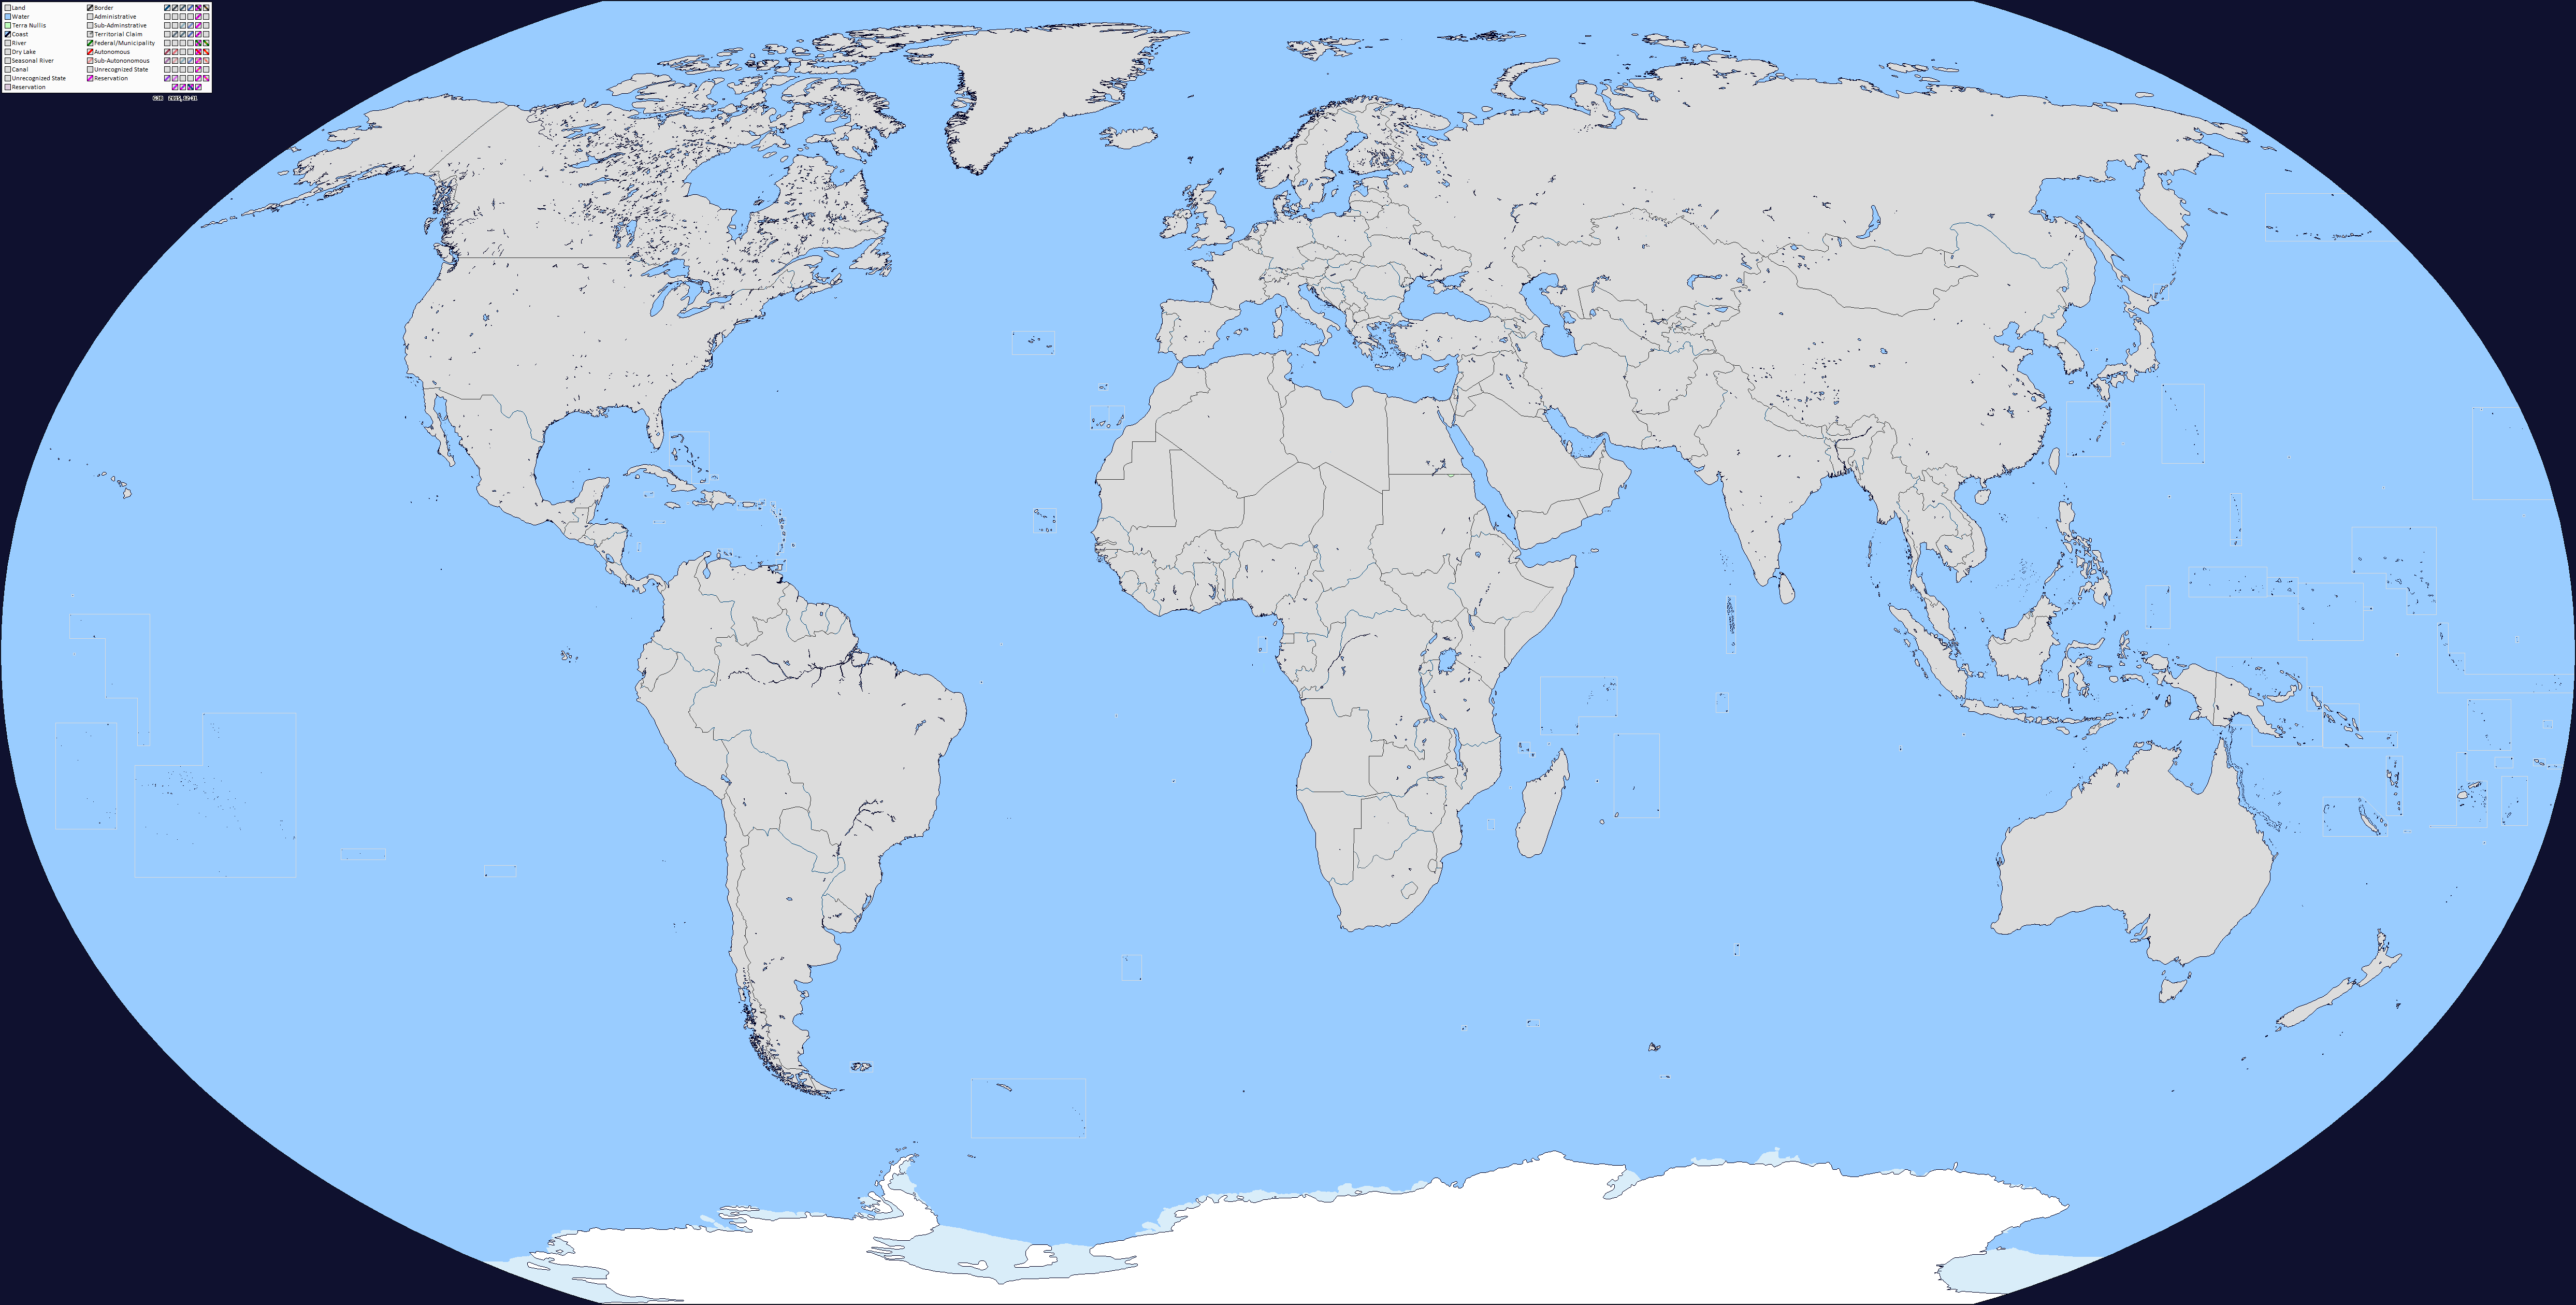 Land
Water
Terra Nullis
Coast
River
Dry Lake
Seasonal River
Canal
Unrecognized State
Reservation
Border
Administrative
Sub-Adminstrative
Territorial Claim
Federal/Municipality
Autonomous
Sub-Autononomous
Unrecognized State
Reservation